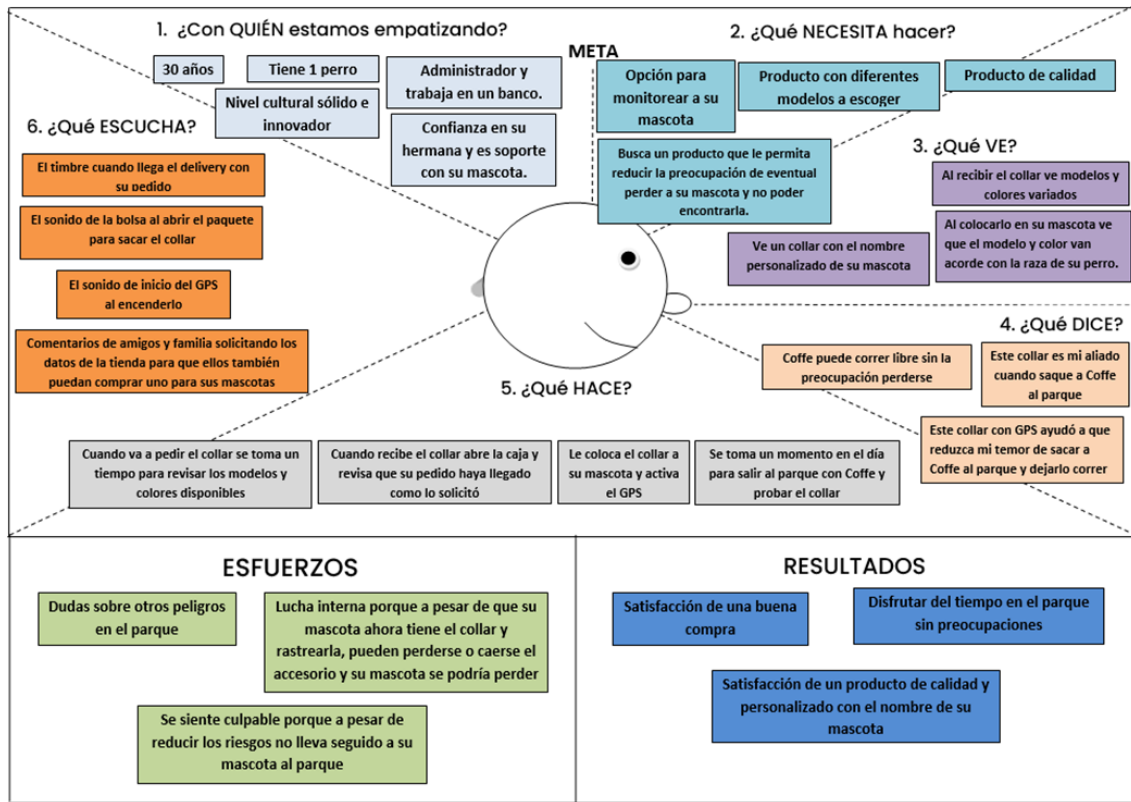 1. ¿Con QUIÉN estamos empatizando?
30 años
Tiene 1 perro
Administrador y
trabaja en un banco.
Nivel cultural sólido e
innovador
Confianza en su
hermana y es soporte
con su mascota.
META
2. ¿Qué NECESITA hacer?
Opción para
monitorear a su
mascota
Producto con diferentes
modelos a escoger
Producto de calidad
Busca un producto que le permita
reducir la preocupación de eventual
perder a su mascota y no poder
encontrarla.
3. ¿Qué VE?
Al recibir el collar ve modelos y
colores variados
Ve un collar con el nombre
personalizado de su mascota
Al colocarlo en su mascota ve
que el modelo y color van
acorde con la raza de su perro.
4. ¿Qué DICE?
Coffe puede correr libre sin la
preocupación perderse
Este collar es mi aliado
cuando saque a Coffe
al parque
Este collar con GPS ayudó a que
reduzca mi temor de sacar a
Coffe al parque y dejarlo correr
5. ¿Qué HACE?
Cuando va a pedir el collar se toma un
tiempo para revisar los modelos y
colores disponibles
Cuando recibe el collar abre la caja y
revisa que su pedido haya llegado
como lo solicitó
Le coloca el collar a
su mascota y activa
el GPS
Se toma un momento en el día
para salir al parque con Coffe y
probar el collar
6. ¿Qué ESCUCHA?
El timbre cuando llega el delivery con
su pedido
El sonido de la bolsa al abrir el paquete
para sacar el collar
El sonido de inicio del GPS
al encenderlo
Comentarios de amigos y familia solicitando los
datos de la tienda para que ellos también
puedan comprar uno para sus mascotas
ESFUERZOS
Dudas sobre otros peligros
en el parque
Lucha interna porque a pesar de que su
mascota ahora tiene el collar y
rastrearla, pueden perderse o caerse el
accesorio y su mascota se podría perder
Se siente culpable porque a pesar de
reducir los riesgos no lleva seguido a su
mascota al parque
RESULTADOS
Satisfacción de una buena
compra
Disfrutar del tiempo en el parque
sin preocupaciones
Satisfacción de un producto de calidad y
personalizado con el nombre de su
mascota